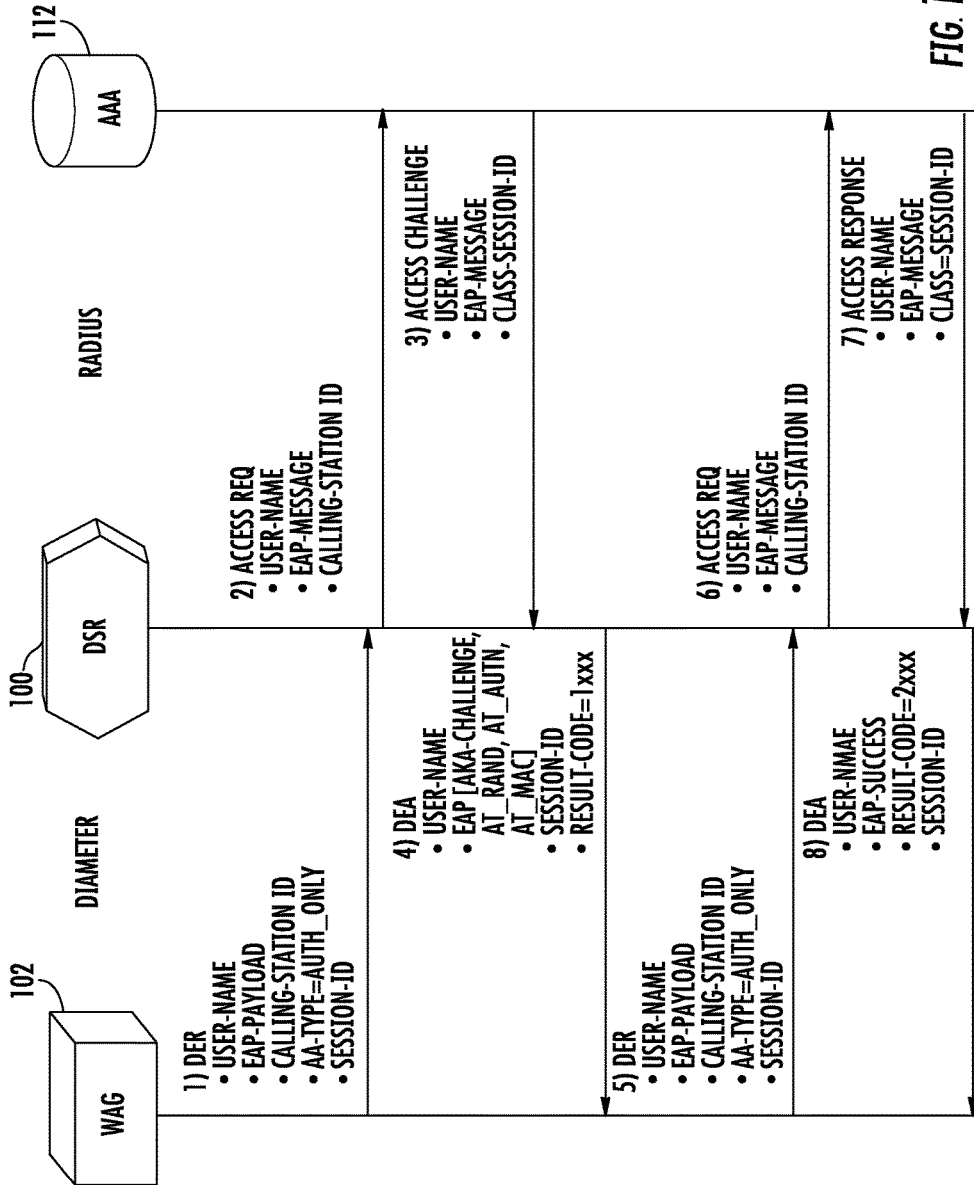 102
WAG
DIAMETER
100
DSR
RADIUS
112
AAA
1) DER
• USER-NAME
• EAP-PAYLOAD
• CALLING-STATION ID
• AA-TYPE=AUTH_ONLY
• SESSION-ID
2) ACCESS REQ
• USER-NAME
• EAP-MESSAGE
• CALLING-STATION ID
3) ACCESS CHALLENGE
• USER-NAME
• EAP-MESSAGE
• CLASS-SESSION-ID
4) DEA
• USER-NAME
• EAP [AKA-CHALLENGE,
AT_RAND, AT_AUTN,
AT_MAC]
• SESSION-ID
• RESULT-CODE=1xxx
5) DER
• USER-NAME
• EAP-PAYLOAD
• CALLING-STATION ID
• AA-TYPE=AUTH_ONLY
• SESSION-ID
6) ACCESS REQ
• USER-NAME
• EAP-MESSAGE
• CALLING-STATION ID
7) ACCESS RESPONSE
• USER-NAME
• EAP-MESSAGE
• CLASS=SESSION-ID
8) DEA
• USER-NMAE
• EAP-SUCCESS
• RESULT-CODE=2xxx
• SESSION-ID
FIG.